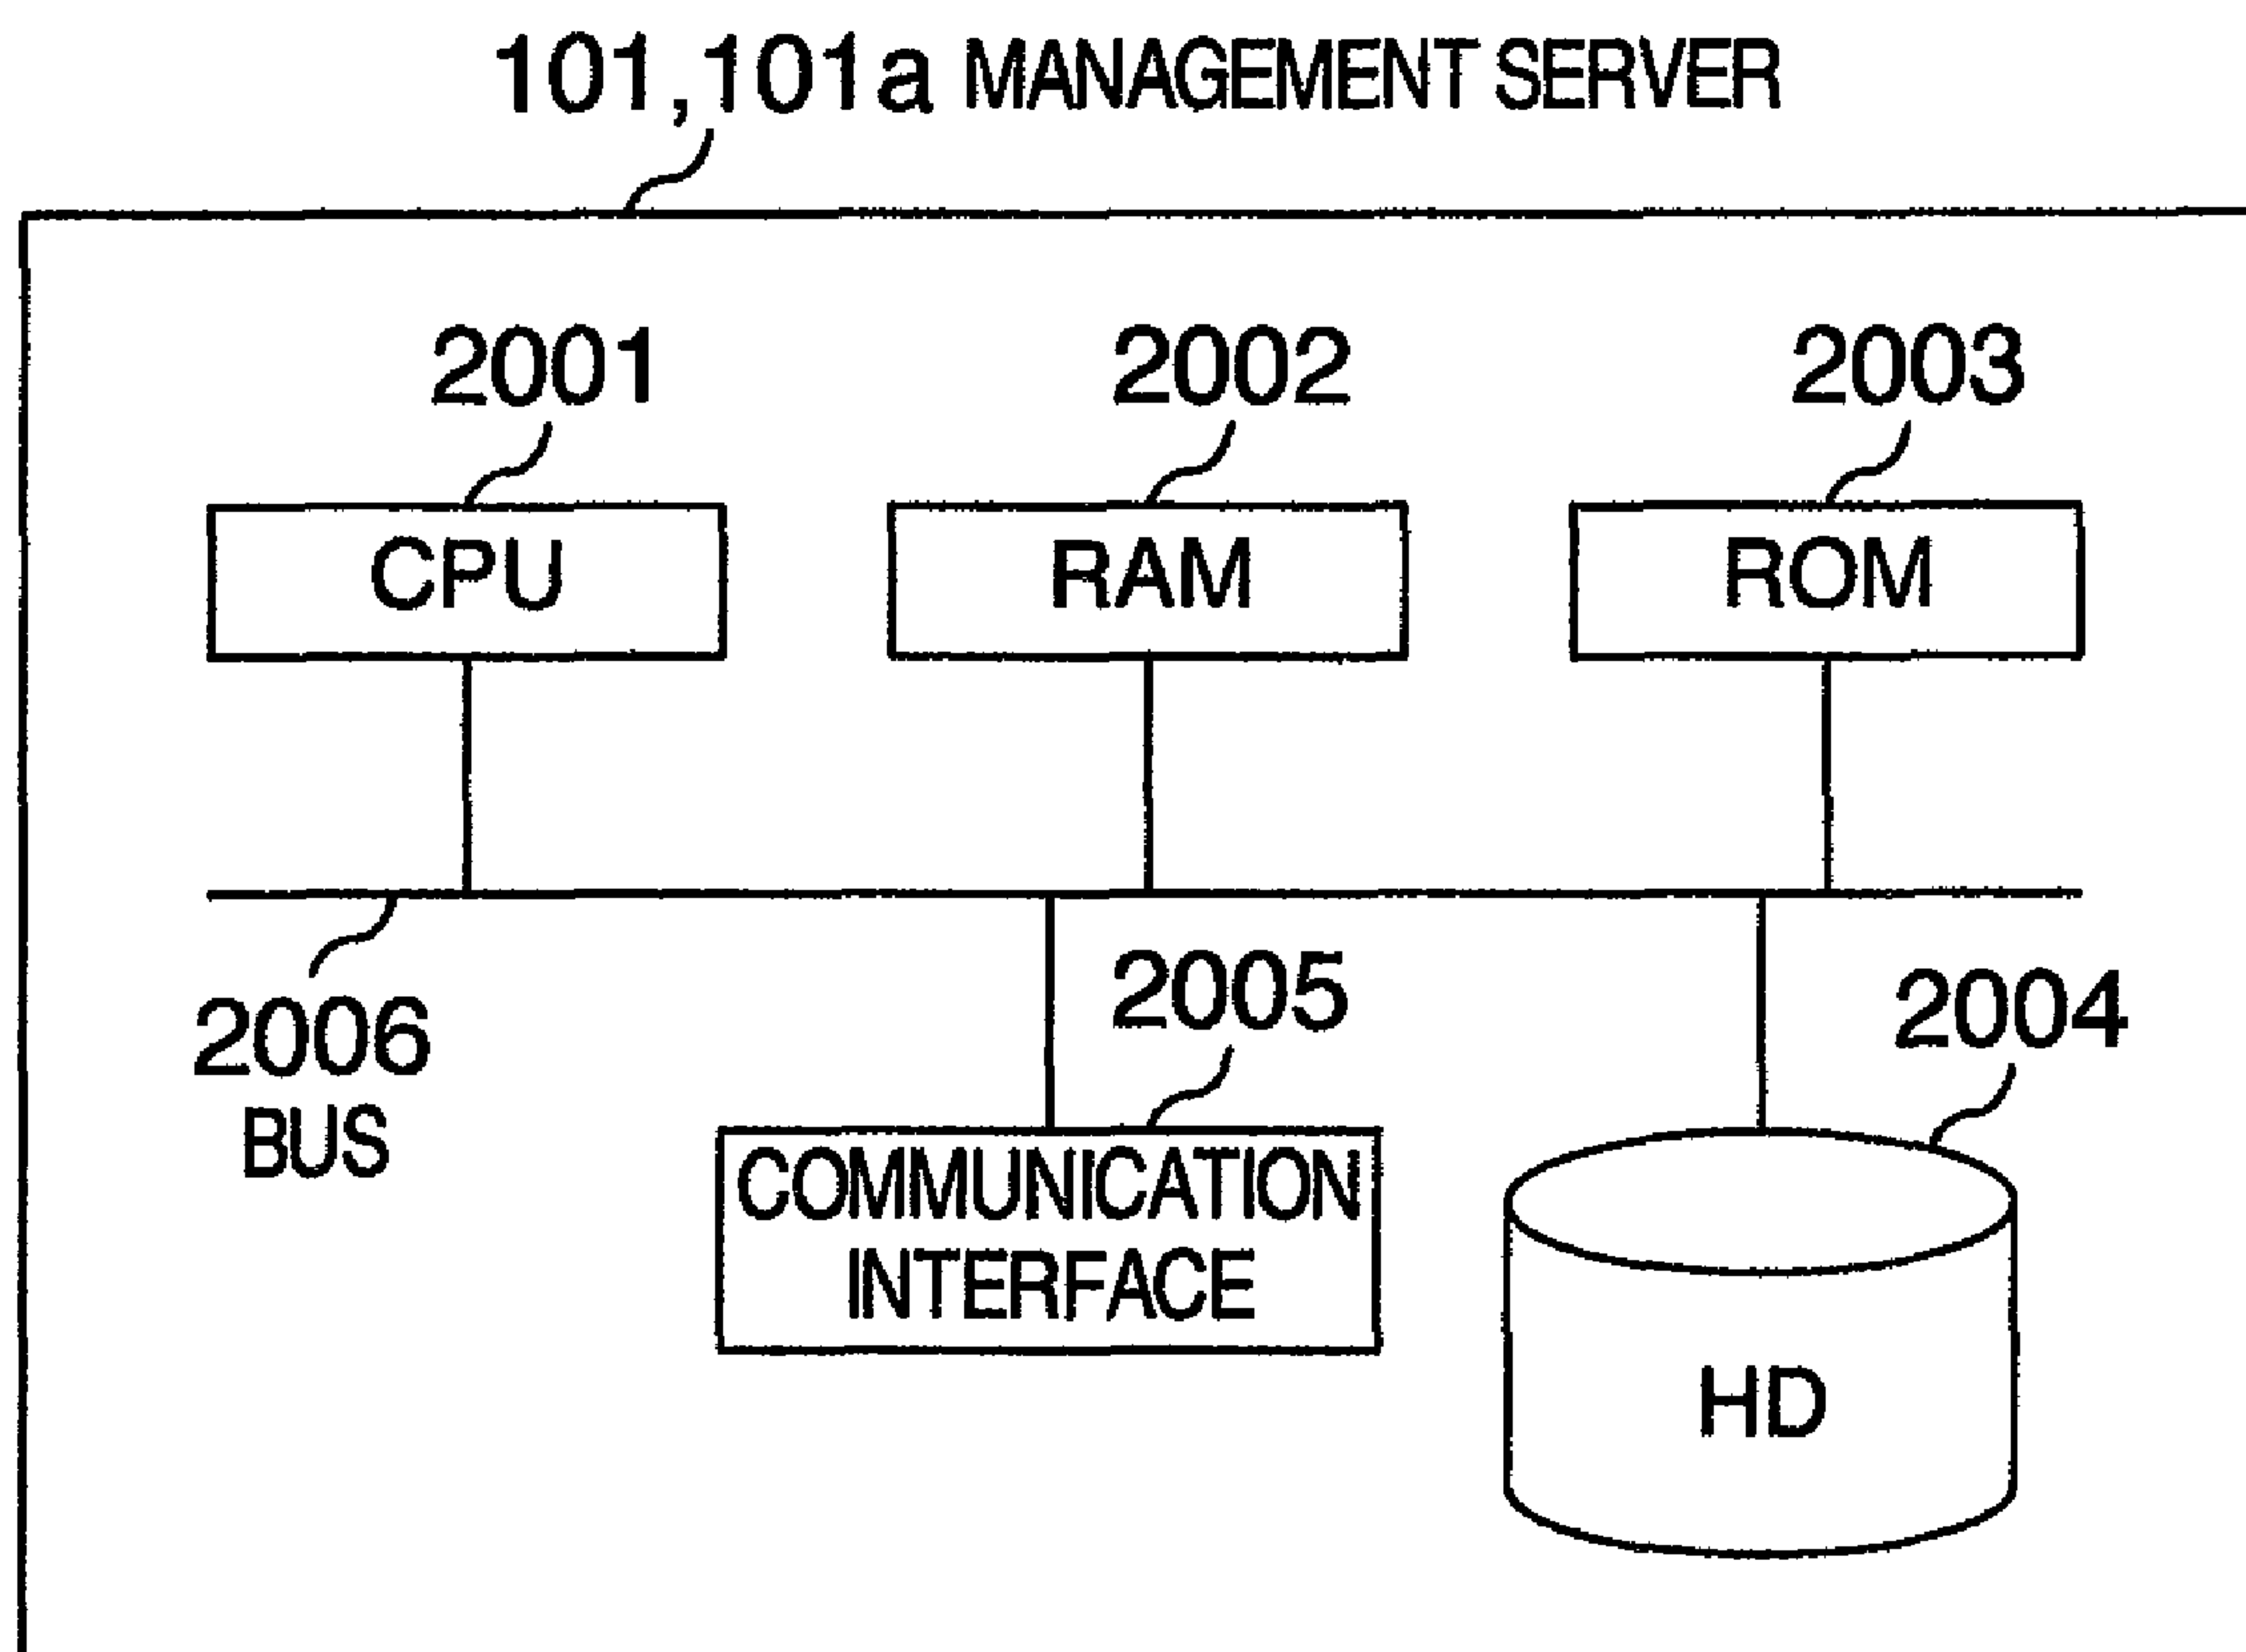 101,101a MANAGEMENT SERVER
2001
2002
2003
CPU
RAM
ROM
2006
BUS
2005
2004
COMMUNICATION
INTERFACE
HD